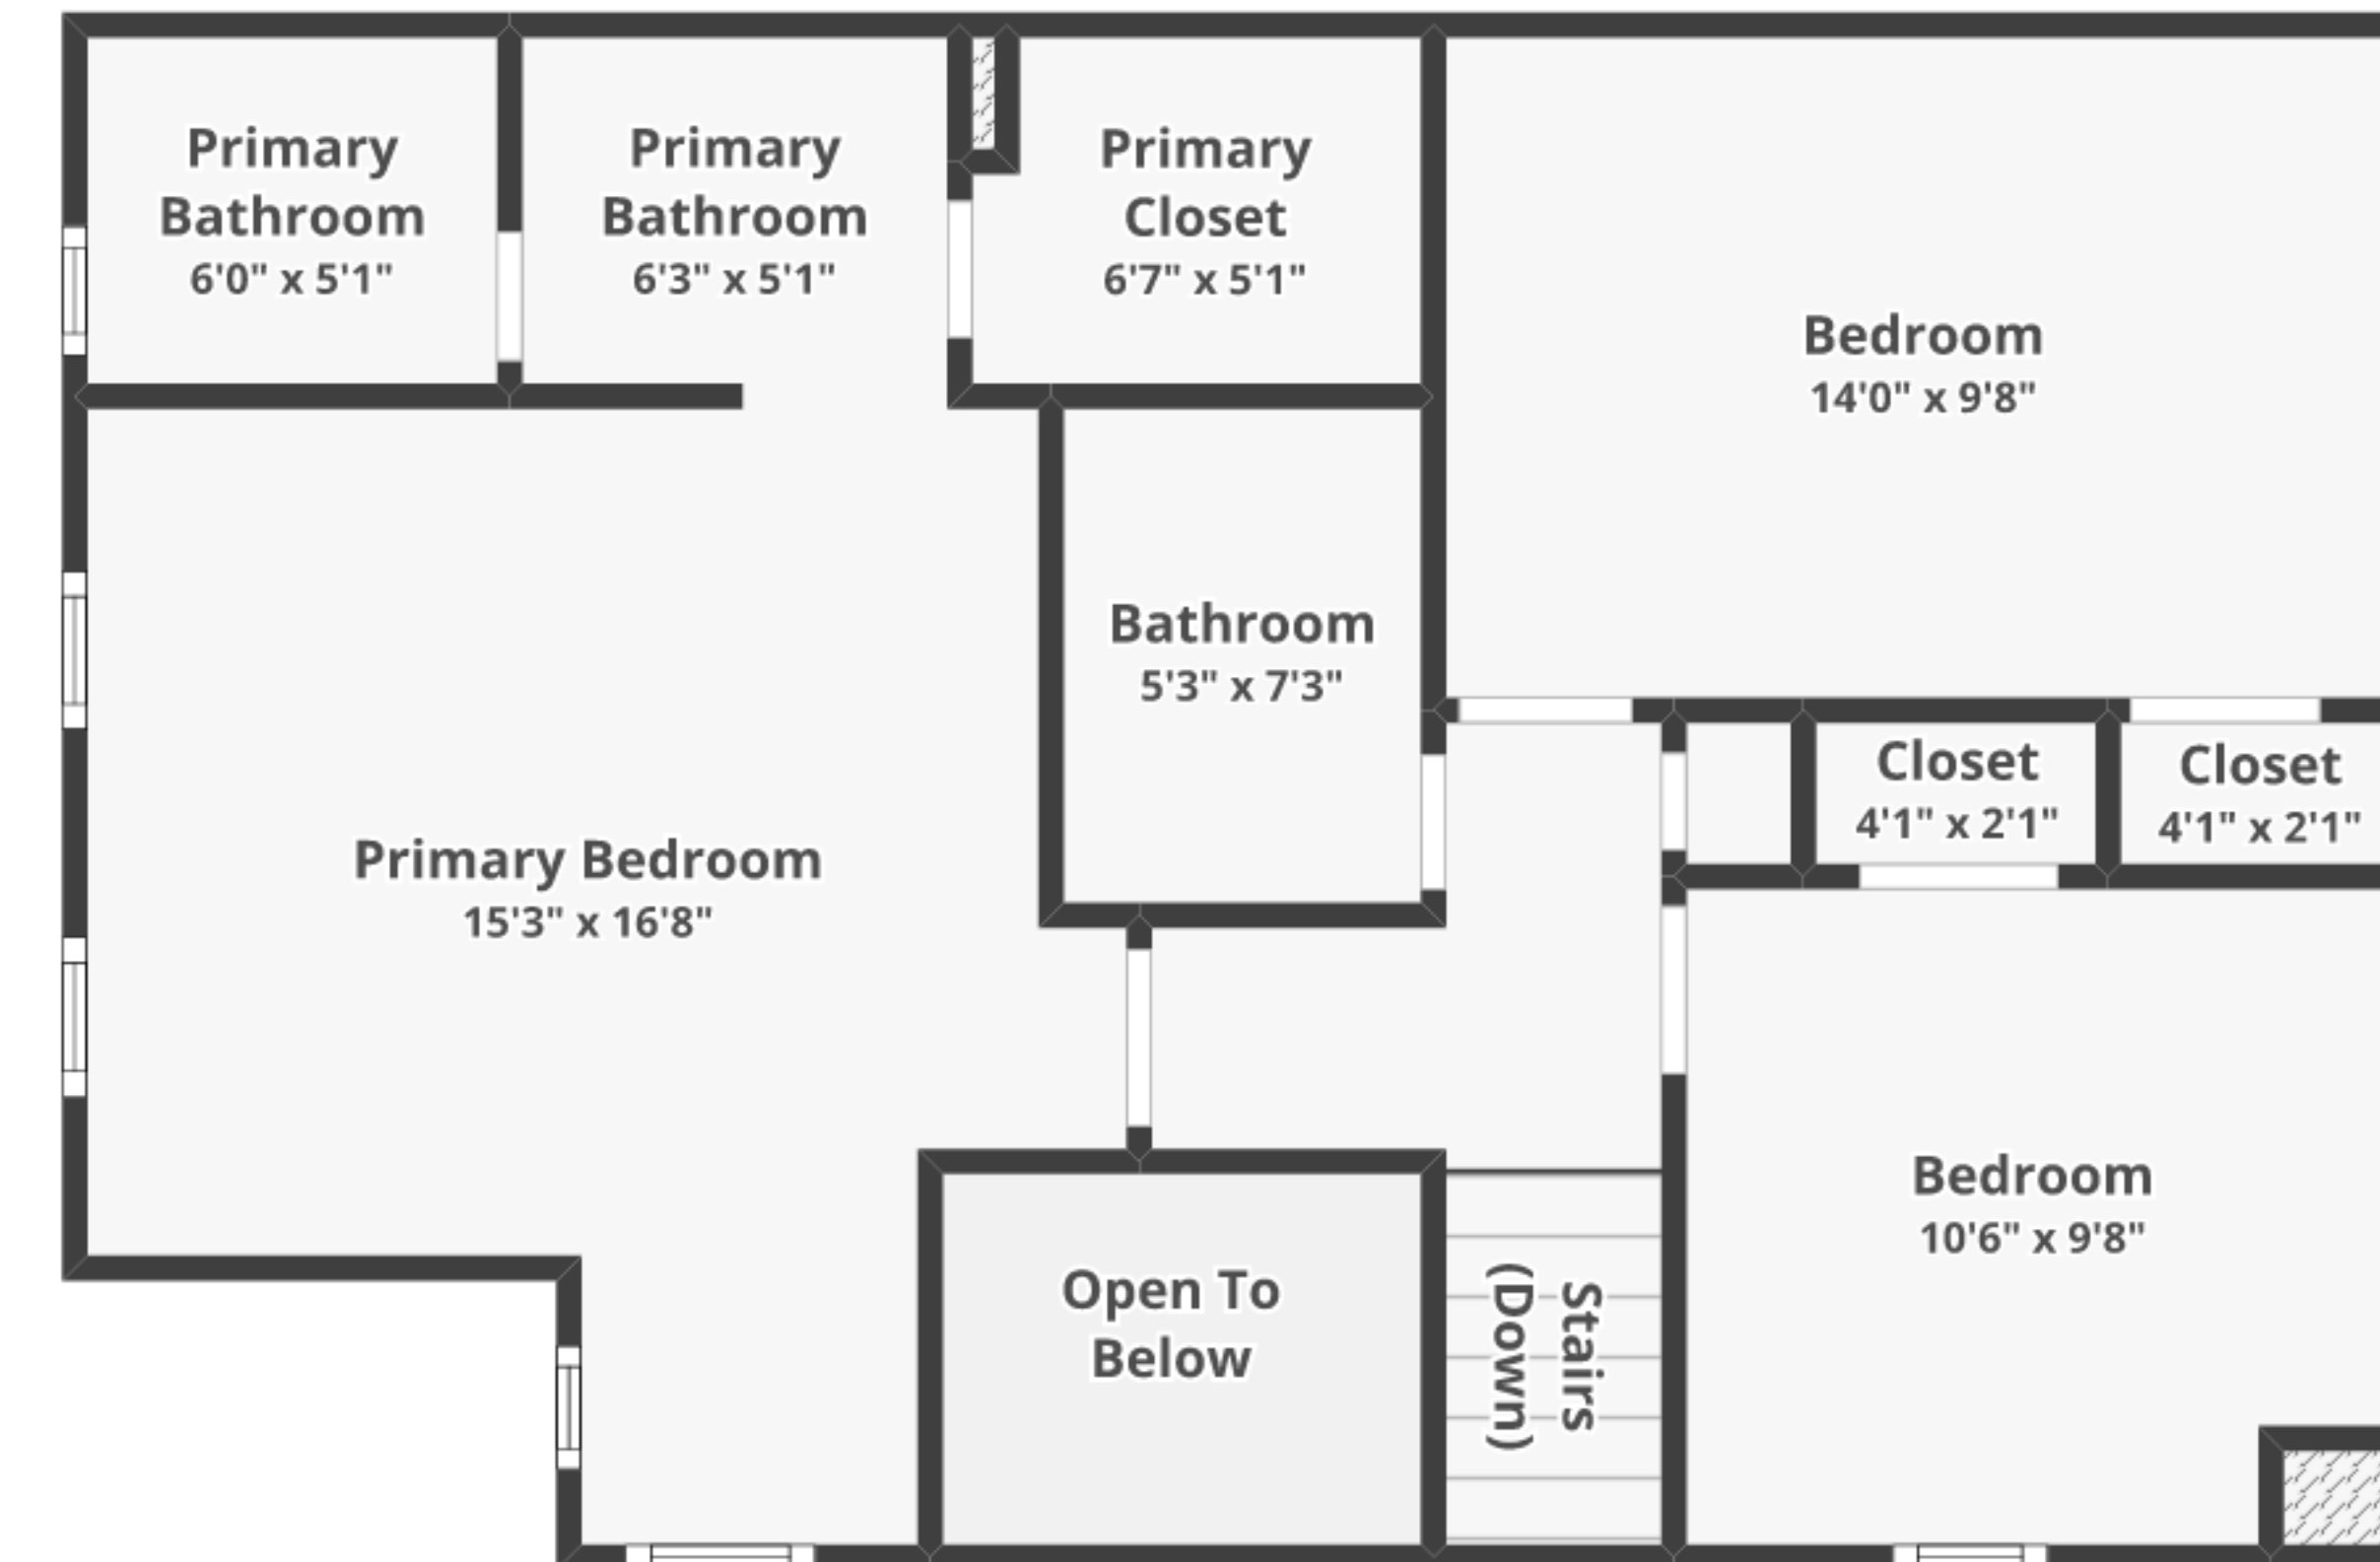 Primary
Bathroom
6'0" x 5'1"
Primary
Bathroom
6'3" x 5'1"
Primary
Closet
6'7" x 5'1"
Bedroom
14'0" x 9'8"
Bathroom
5'3" x 7'3"
Closet
4'1" x 2'1"
Closet
4'1" x 2'1"
Primary Bedroom
15'3" x 16'8"
Bedroom
10'6" x 9'8"
Open To
Below
Stairs
(Down)